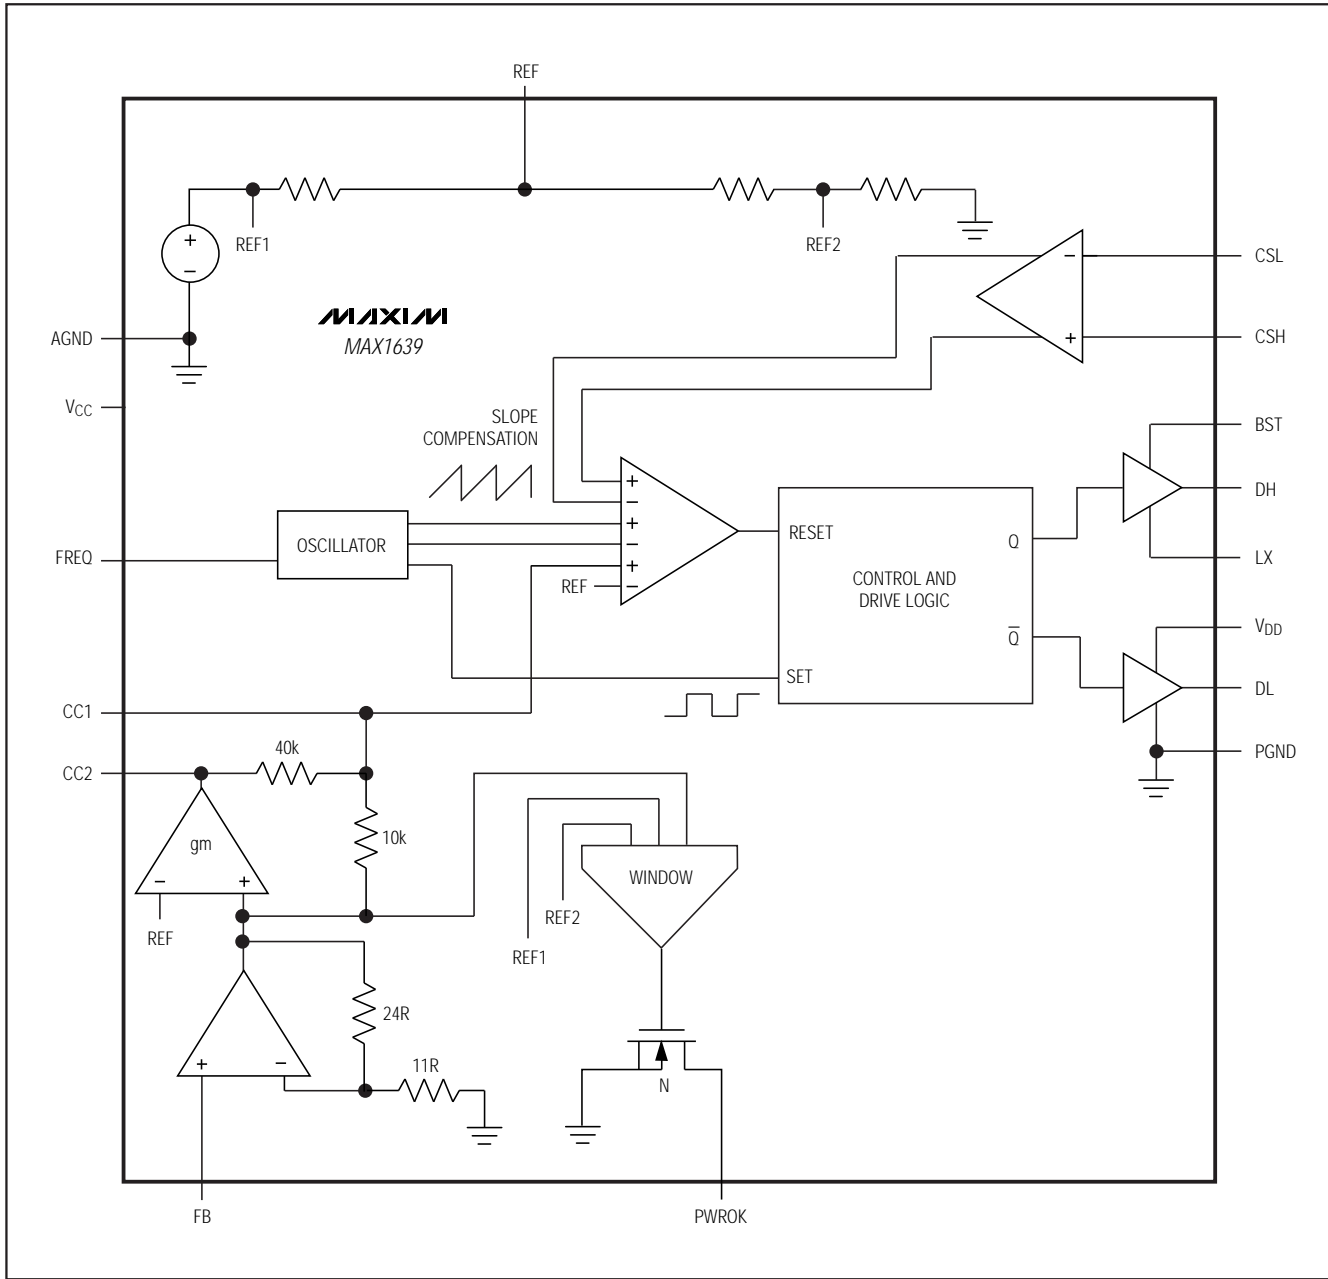 REF
REF1
REF2
+
−
MAXIM
MAX1639
AGND
VCC
−
CSL
+
CSH
SLOPE
COMPENSATION
BST
DH
LX
FREQ
OSCILLATOR
+
−
+
−
+
REF −
RESET
Q
CONTROL AND
DRIVE LOGIC
Q̅
SET
VDD
DL
PGND
CC1
CC2
40k
10k
gm
− +
REF
WINDOW
REF2
REF1
24R
11R
+ −
N
FB
PWROK